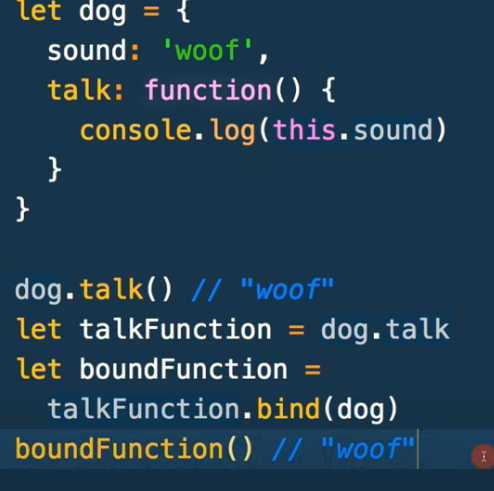 let dog = {
  sound: 'woof',
  talk: function() {
    console.log(this.sound)
  }
}
dog.talk() // "woof"
let talkFunction = dog.talk
let boundFunction =
  talkFunction.bind(dog)
boundFunction() // "woof"